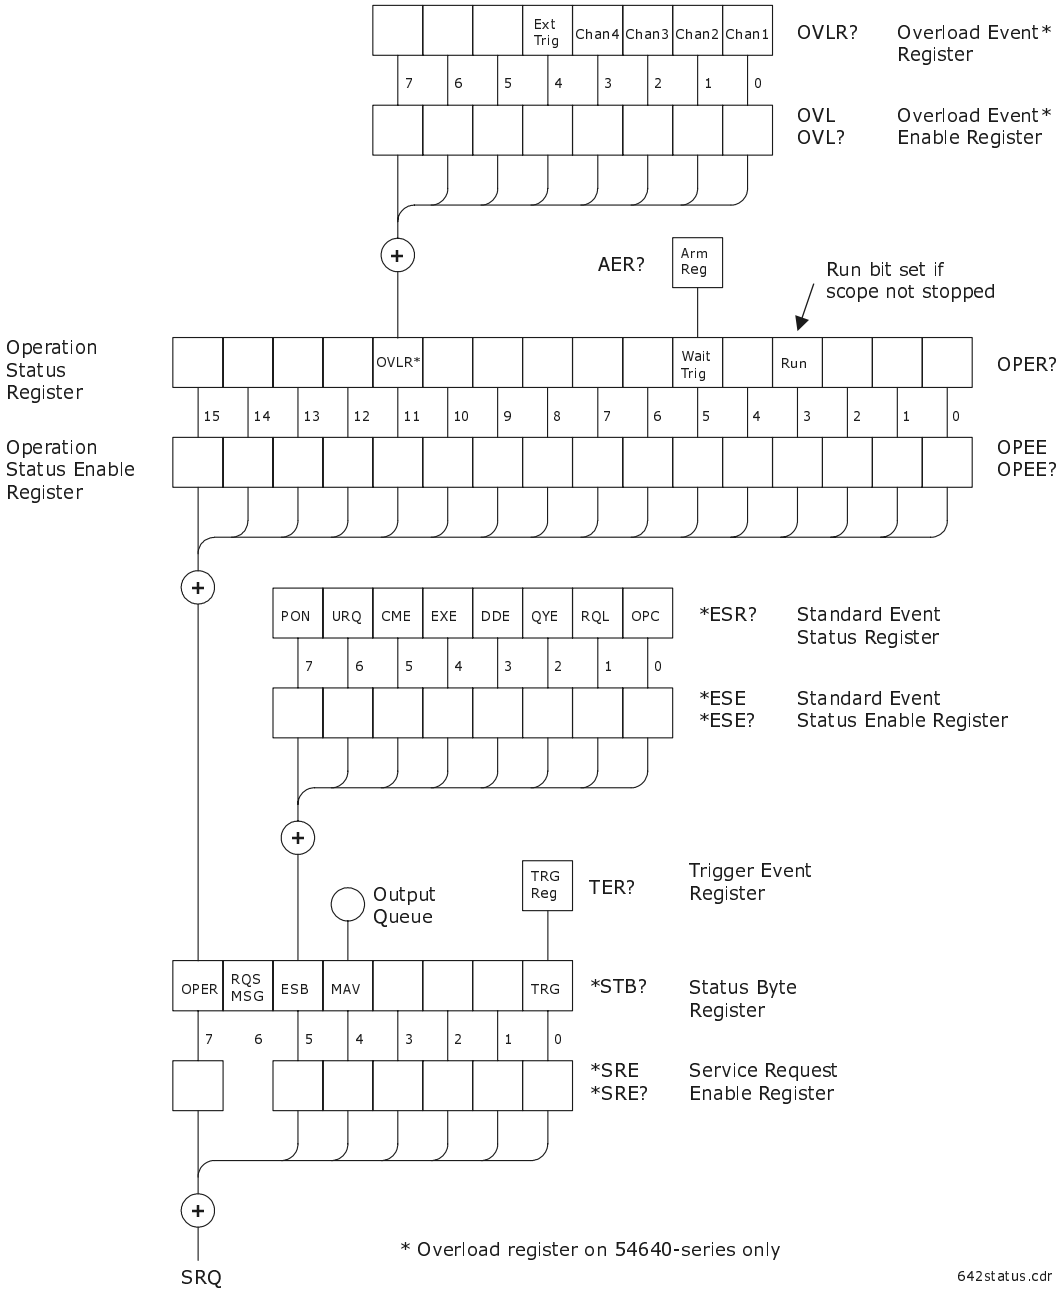 Ext
Trig
Chan4 Chan3 Chan2 Chan1
OVLR? Overload Event*
Register
7 6 5 4 3 2 1 0
OVL Overload Event*
OVL? Enable Register
+
AER?
Arm
Reg
Run bit set if
scope not stopped
Operation
Status
Register
OVLR*
Wait
Trig
Run
OPER?
15 14 13 12 11 10 9 8 7 6 5 4 3 2 1 0
Operation
Status Enable
Register
OPEE
OPEE?
+
PON URQ CME EXE DDE QYE RQL OPC
*ESR? Standard Event
Status Register
7 6 5 4 3 2 1 0
*ESE Standard Event
*ESE? Status Enable Register
+
Output
Queue
TRG
Reg
TER?
Trigger Event
Register
OPER
RQS
MSG
ESB MAV TRG
*STB? Status Byte
Register
7 6 5 4 3 2 1 0
*SRE Service Request
*SRE? Enable Register
+
* Overload register on 54640-series only
SRQ
642status.cdr